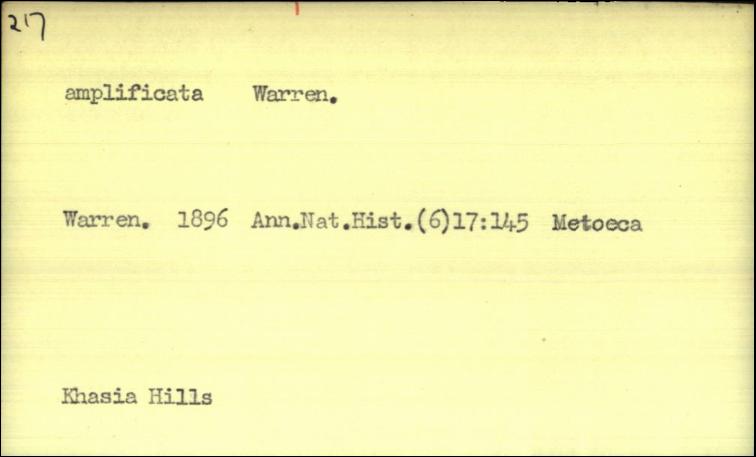 217
amplificata Warren.
Warren. 1896 Ann.Nat.Hist.(6)17:145 Metoeca
Khasia Hills